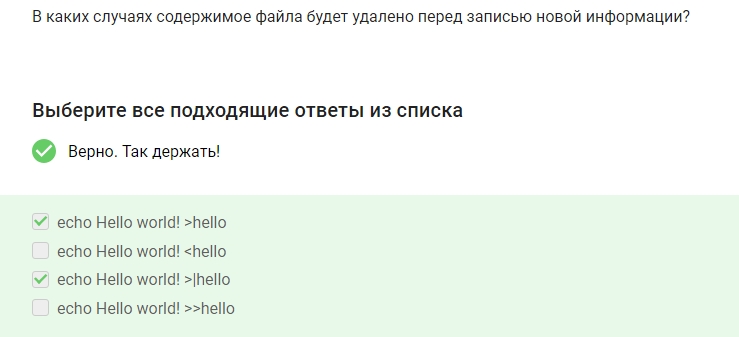 В каких случаях содержимое файла будет удалено перед записью новой информации?
Выберите все подходящие ответы из списка
Верно. Так держать!
echo Hello world! >hello
echo Hello world! <hello
echo Hello world! >|hello
echo Hello world! >>hello